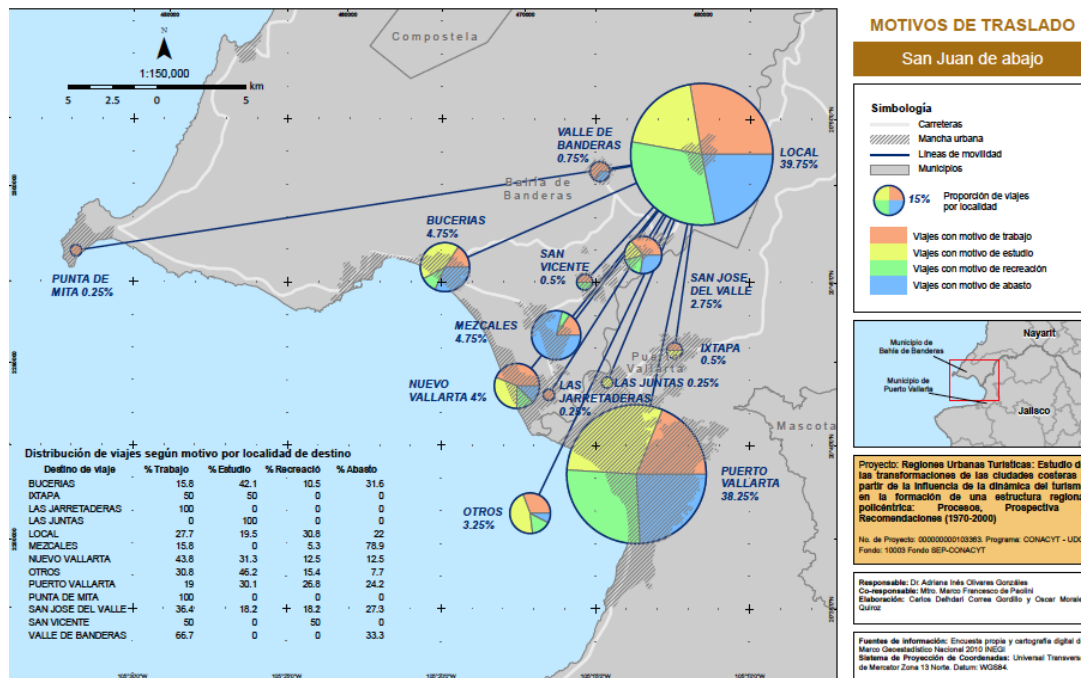 MOTIVOS DE TRASLADO
San Juan de abajo
Simbología
Carreteras
Mancha urbana
Líneas de movilidad
Municipios
15% Proporción de viajes
por localidad
Viajes con motivo de trabajo
Viajes con motivo de estudio
Viajes con motivo de recreación
Viajes con motivo de abasto
N
1:150,000
km
5 2.5 0 5
Compostela
VALLE DE
BANDERAS
0.75%
LOCAL
39.75%
Bahía de
Banderas
BUCERIAS
4.75%
PUNTA DE
MITA 0.25%
SAN
VICENTE
0.5%
SAN JOSE
DEL VALLE
2.75%
MEZCALES
4.75%
IXTAPA
0.5%
Puerto
Vallarta
NUEVO
VALLARTA 4%
LAS JUNTAS 0.25%
LAS
JARRETADERAS
0.25%
Mascota
PUERTO
VALLARTA
38.25%
OTROS
3.25%
Distribución de viajes según motivo por localidad de destino
Destino de viaje % Trabajo % Estudio % Recreació % Abasto
BUCERIAS 15.8 42.1 10.5 31.6
IXTAPA 50 50 0 0
LAS JARRETADERAS 100 0 0 0
LAS JUNTAS 0 100 0 0
LOCAL 27.7 19.5 30.8 22
MEZCALES 15.8 0 5.3 78.9
NUEVO VALLARTA 43.8 31.3 12.5 12.5
OTROS 30.8 46.2 15.4 7.7
PUERTO VALLARTA 19 30.1 26.8 24.2
PUNTA DE MITA 100 0 0 0
SAN JOSE DEL VALLE 36.4 18.2 18.2 27.3
SAN VICENTE 50 0 50 0
VALLE DE BANDERAS 66.7 0 0 33.3
Nayarit
Municipio de
Bahía de Banderas
Municipio de
Puerto Vallarta
Jalisco
Proyecto: Regiones Urbanas Turísticas: Estudio de
las transformaciones de las ciudades costeras
partir de la influencia de la dinámica del turism
en la formación de una estructura regiona
policéntrica: Procesos, Prospectiva
Recomendaciones (1970-2000)
No. de Proyecto: 000000000103363. Programa: CONACYT - UDG
Fondo: 10003 Fondo SEP-CONACYT
Responsable: Dr. Adriana Inés Olivares Gonzáles
Co-responsable: Mtro. Marco Francesco de Paolini
Elaboración: Carlos Delhdari Correa Gordillo y Oscar Morale
Quiroz
Fuentes de información: Encuesta propia y cartografía digital de
Marco Geoestadístico Nacional 2010 INEGI
Sistema de Proyección de Coordenadas: Universal Transvers
de Mercator Zona 13 Norte. Datum: WGS84.